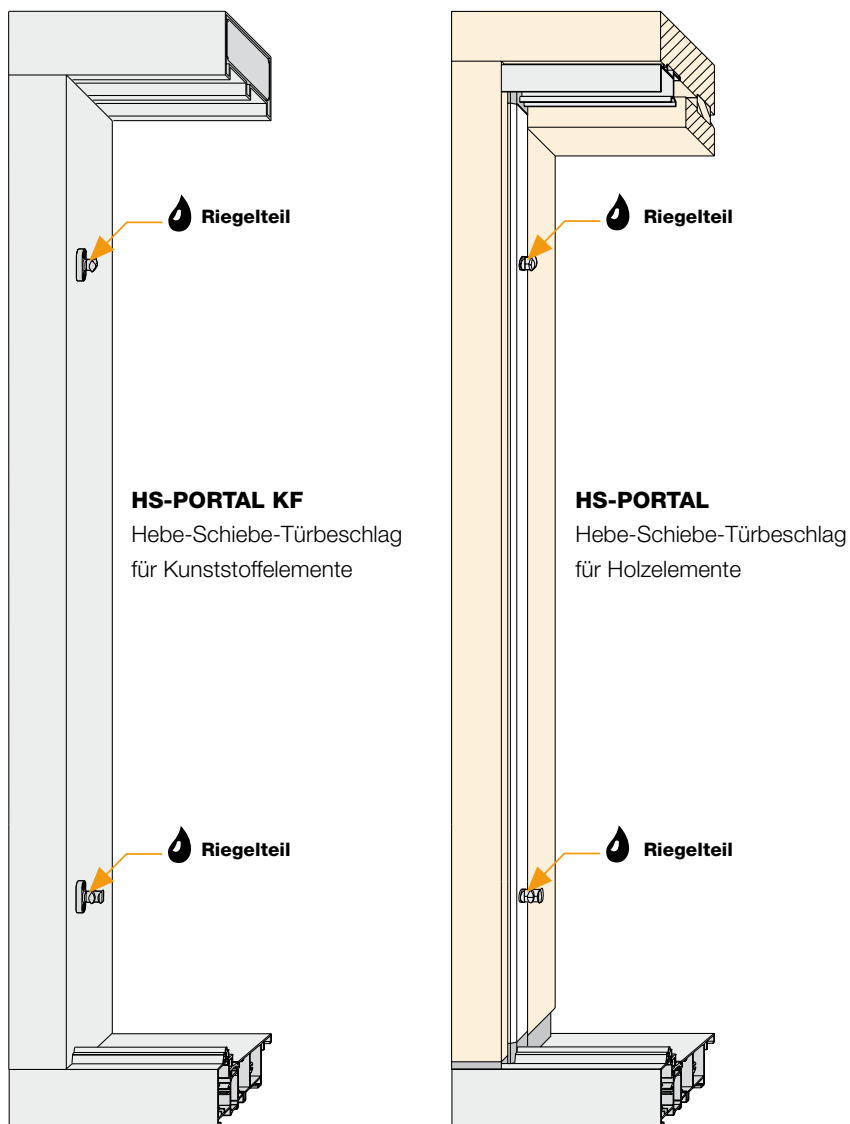 Riegelteil
Riegelteil
HS-PORTAL KF
Hebe-Schiebe-Türbeschlag
für Kunststoffelemente
HS-PORTAL
Hebe-Schiebe-Türbeschlag
für Holzelemente
Riegelteil
Riegelteil